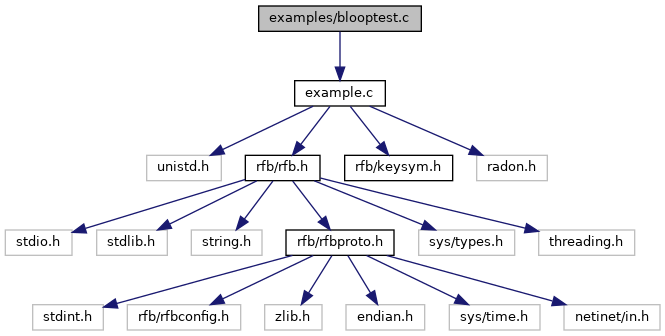 examples/blooptest.c
example.c
unistd.h
rfb/rfb.h
rfb/keysym.h
radon.h
stdio.h
stdlib.h
string.h
rfb/rfbproto.h
sys/types.h
threading.h
stdint.h
rfb/rfbconfig.h
zlib.h
endian.h
sys/time.h
netinet/in.h